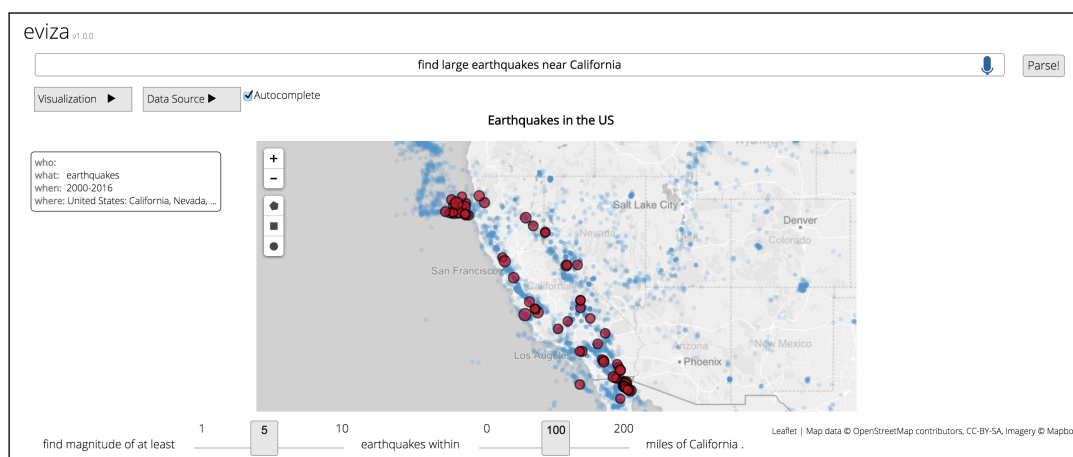 eviza v1.0.0
find large earthquakes near California
Parse!
Visualization ▶
Data Source ▶
Autocomplete
Earthquakes in the US
who:
what: earthquakes
when: 2000-2016
where: United States: California, Nevada, ...
+
−
Wyoming
Salt Lake City
Denver
Nevada
Utah
Colorado
San Francisco
California
Los Angeles
Arizona
New Mexico
Phoenix
Leaflet | Map data © OpenStreetMap contributors, CC-BY-SA, Imagery © Mapbo
1 5 10
0 100 200
find magnitude of at least
earthquakes within
miles of California .